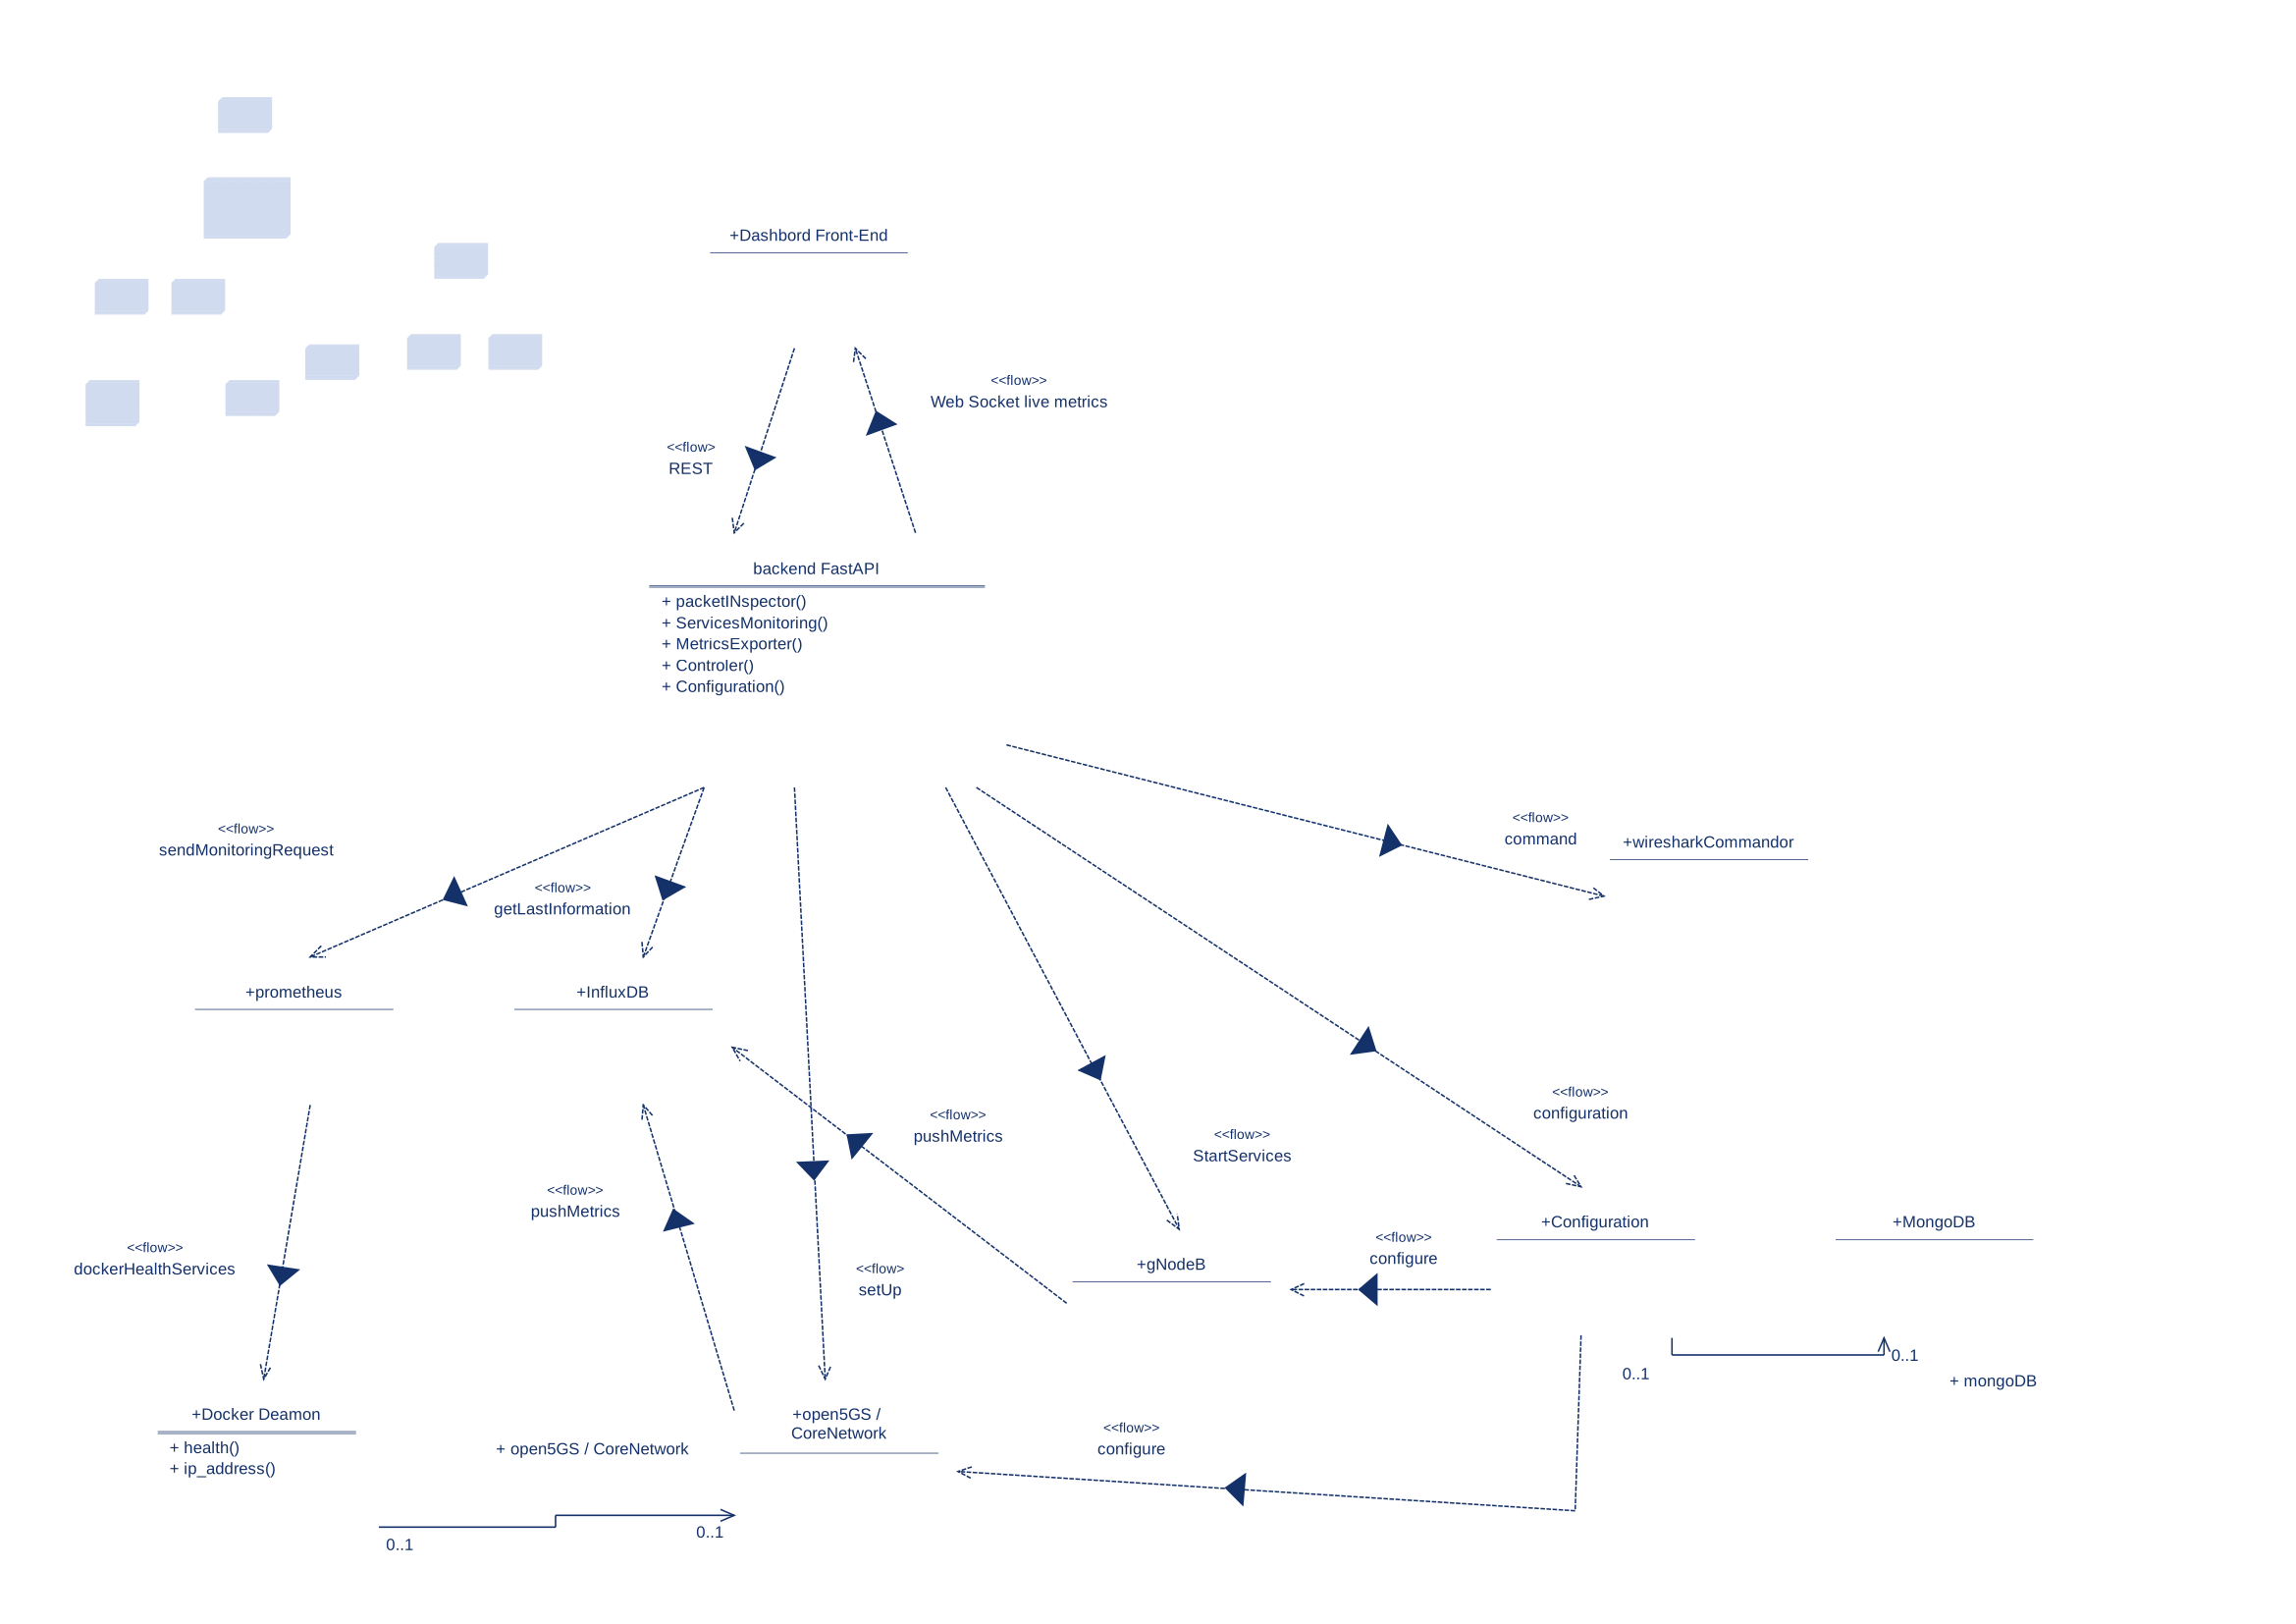 +Dashbord Front-End
<<flow>>
Web Socket live metrics
<<flow>
REST
backend FastAPI
+ packetINspector()
+ ServicesMonitoring()
+ MetricsExporter()
+ Controler()
+ Configuration()
<<flow>>
sendMonitoringRequest
<<flow>>
getLastInformation
<<flow>>
command
+wiresharkCommandor
+prometheus
+InfluxDB
<<flow>>
pushMetrics
<<flow>>
StartServices
<<flow>>
configuration
<<flow>>
pushMetrics
<<flow>>
dockerHealthServices
<<flow>
setUp
+gNodeB
<<flow>>
configure
+Configuration
+MongoDB
0..1
0..1
+ mongoDB
+Docker Deamon
+ health()
+ ip_address()
+ open5GS / CoreNetwork
+open5GS /
CoreNetwork
<<flow>>
configure
0..1
0..1